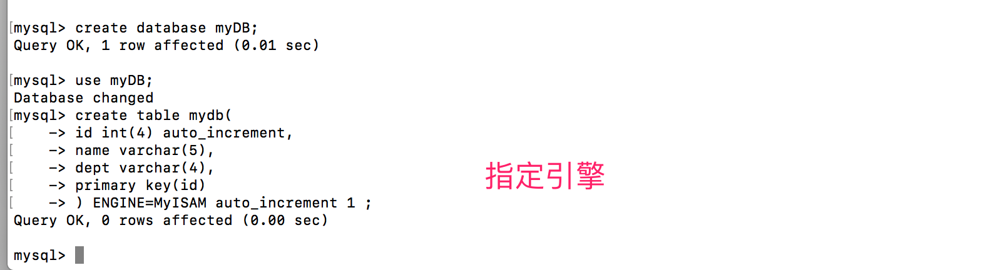 [mysql> create database myDB;
Query OK, 1 row affected (0.01 sec)
[mysql> use myDB;
Database changed
[mysql> create table mydb(
[    -> id int(4) auto_increment,
[    -> name varchar(5),
[    -> dept varchar(4),
[    -> primary key(id)
[    -> ) ENGINE=MyISAM auto_increment 1 ;
Query OK, 0 rows affected (0.00 sec)
mysql>
指定引擎